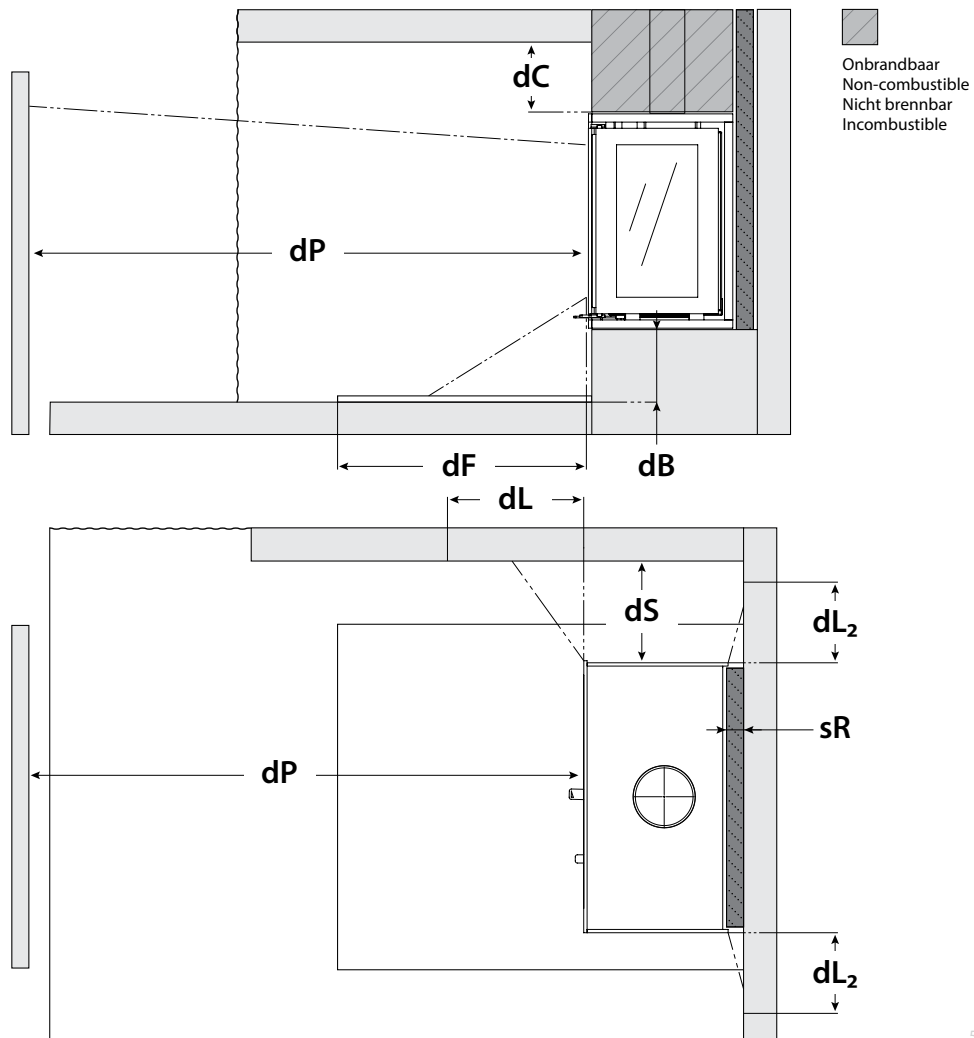 dC
Onbrandbaar
Non-combustible
Nicht brennbar
Incombustible
dP
dF
dB
dL
dS
dL₂
sR
dP
dL₂